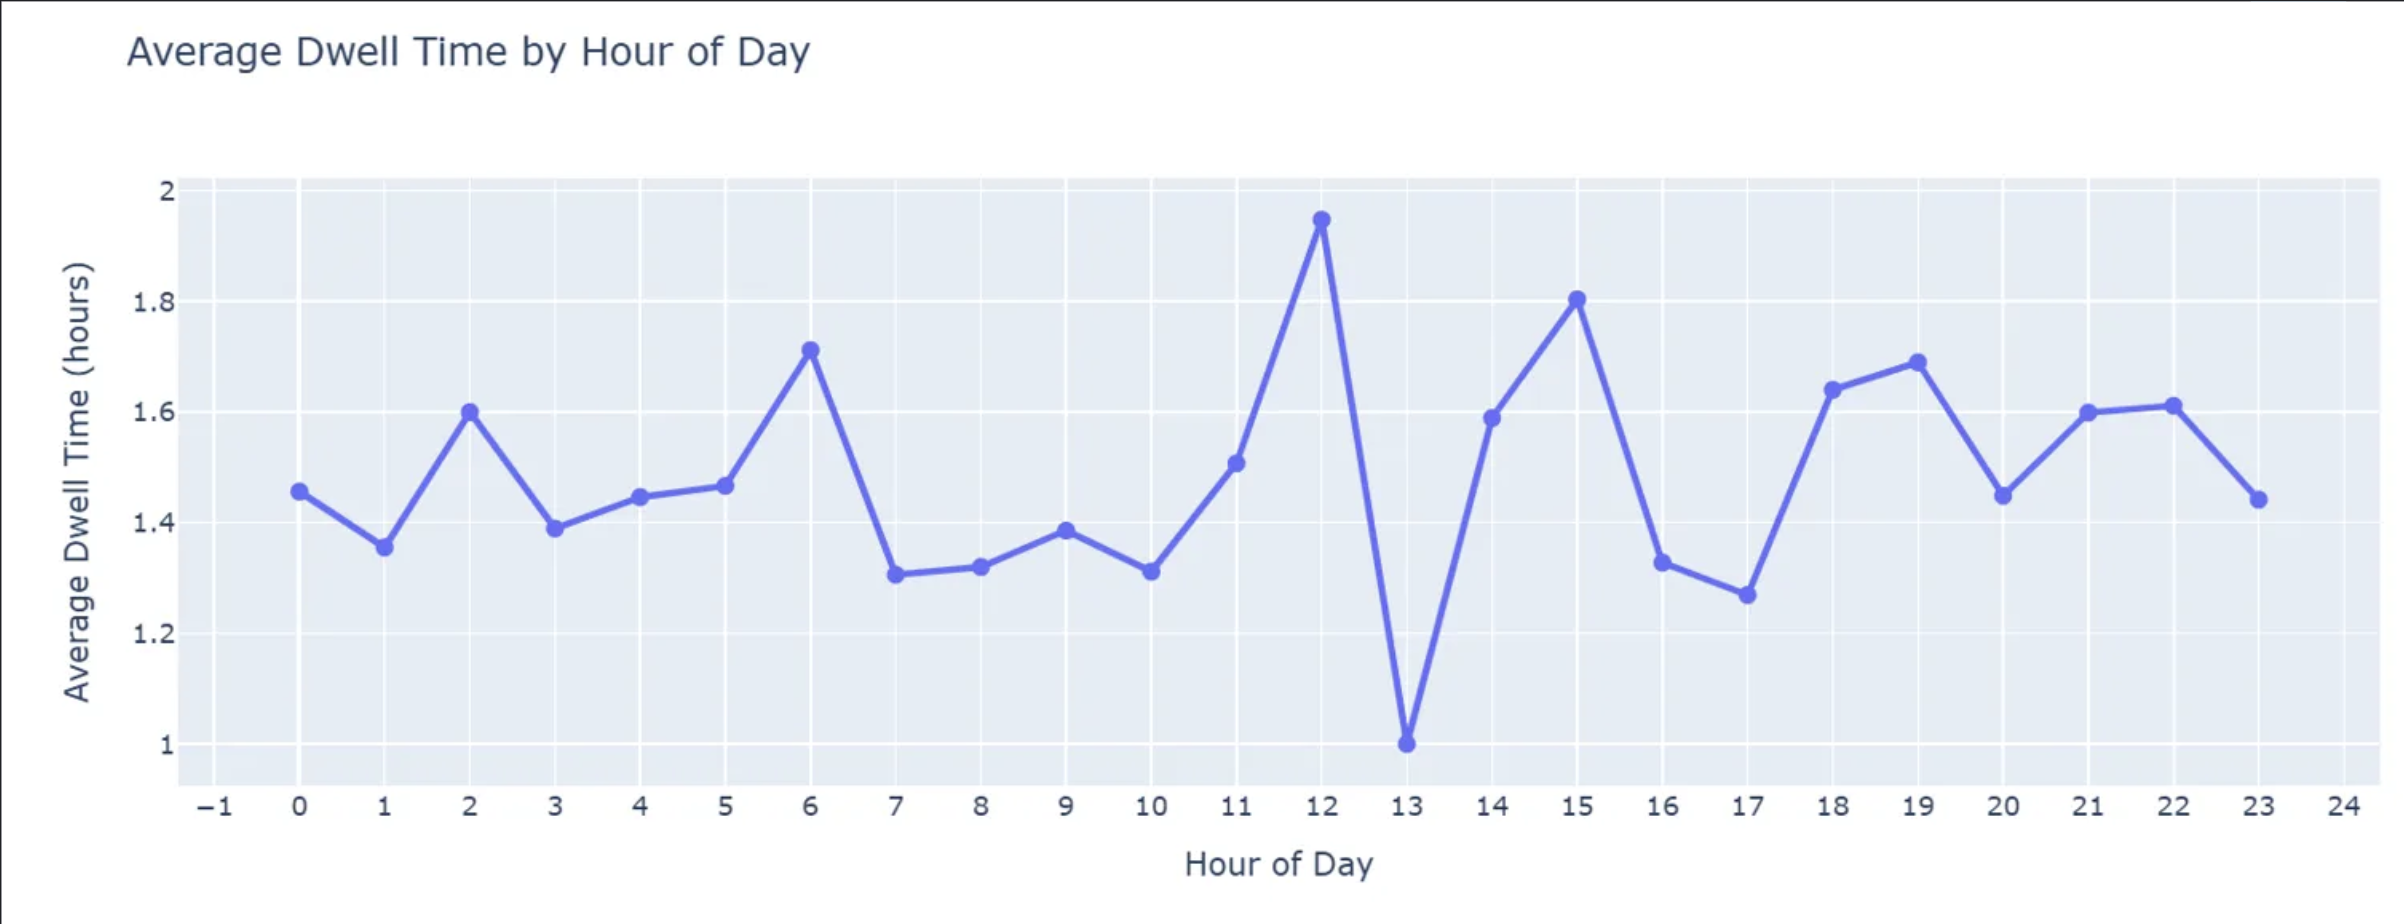 Average Dwell Time by Hour of Day
Average Dwell Time (hours)
2
1.8
1.6
1.4
1.2
1
−1 0 1 2 3 4 5 6 7 8 9 10 11 12 13 14 15 16 17 18 19 20 21 22 23 24
Hour of Day